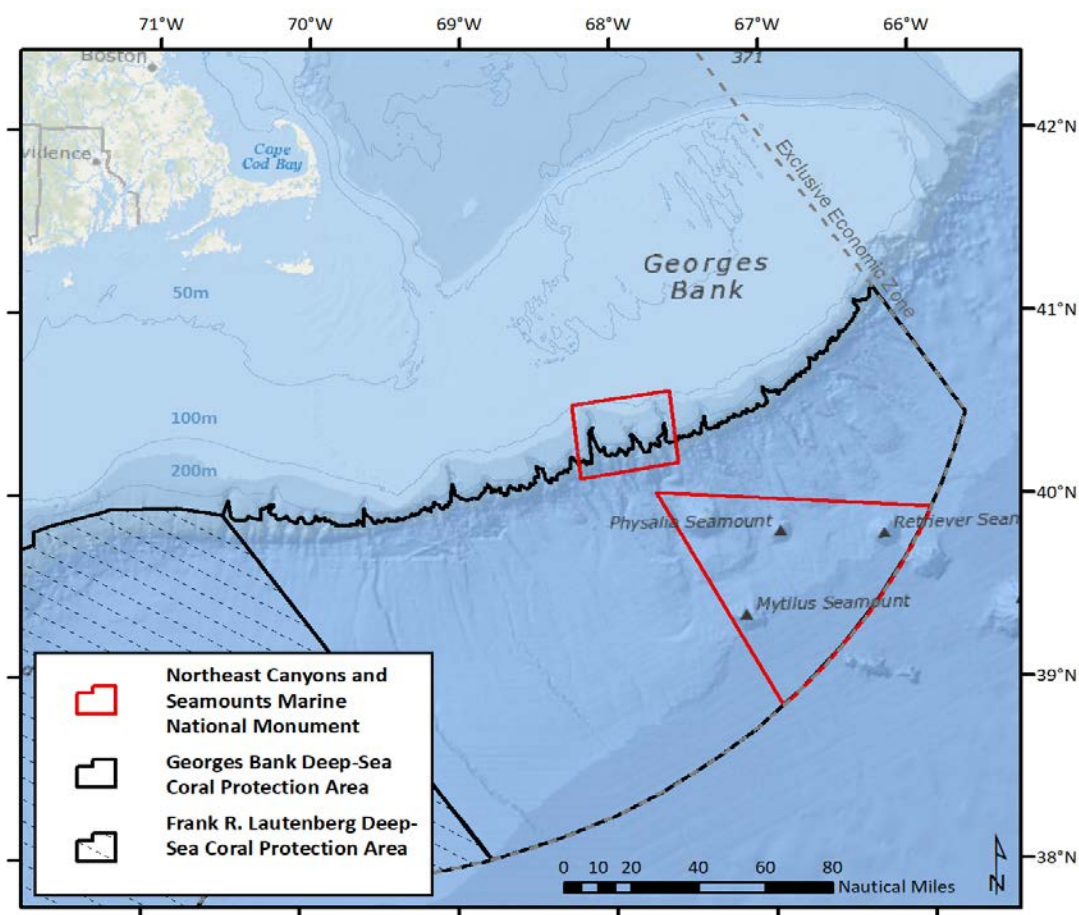 71°W 70°W 69°W 68°W 67°W 66°W
Boston
371
42°N
vidence
Cape
Cod Bay
Exclusive Economic Zone
Georges
Bank
50m
41°N
100m
200m
40°N
Physalia Seamount
Retriever Sean
Mytilus Seamount
39°N
Northeast Canyons and
Seamounts Marine
National Monument
Georges Bank Deep-Sea
Coral Protection Area
Frank R. Lautenberg Deep-
Sea Coral Protection Area
38°N
0 10 20 40 60 80
Nautical Miles
N